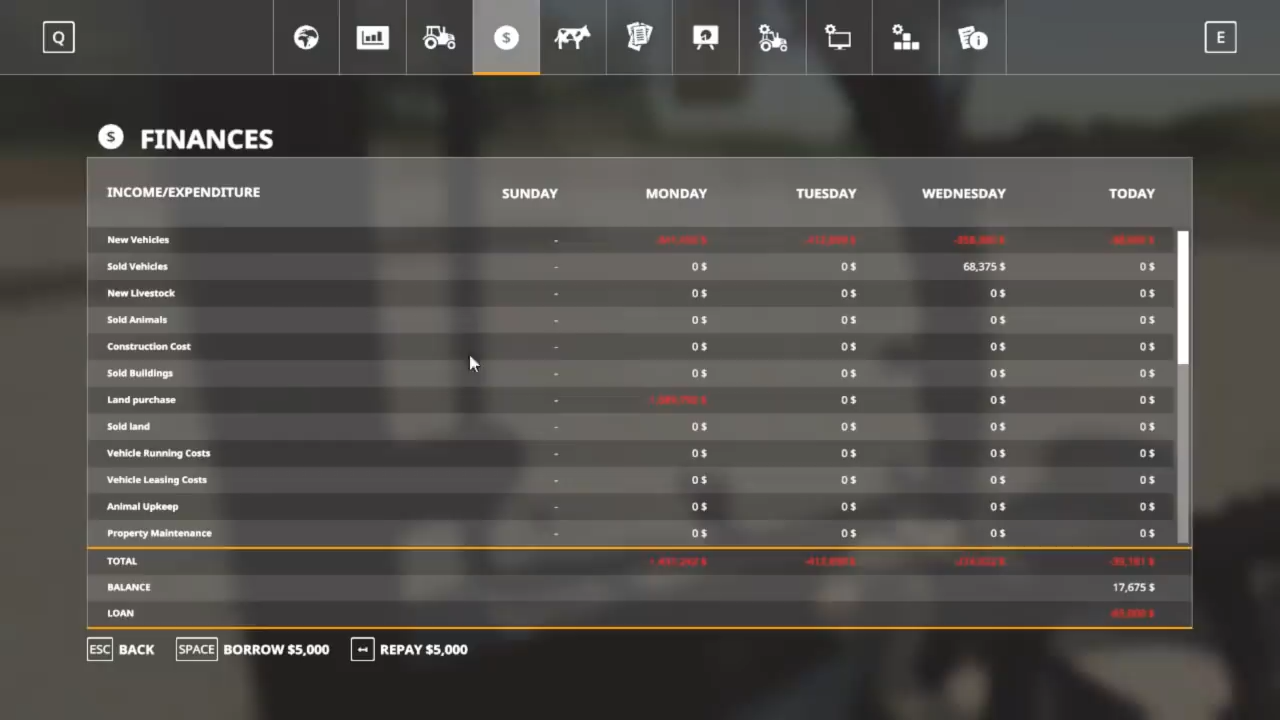 Q E
FINANCES
INCOME/EXPENDITURE SUNDAY MONDAY TUESDAY WEDNESDAY TODAY
New Vehicles -
Sold Vehicles - 0 $ 0 $ 68,375 $ 0 $
New Livestock - 0 $ 0 $ 0 $ 0 $
Sold Animals - 0 $ 0 $ 0 $ 0 $
Construction Cost - 0 $ 0 $ 0 $ 0 $
Sold Buildings - 0 $ 0 $ 0 $ 0 $
Land purchase - 0 $ 0 $ 0 $
Sold land - 0 $ 0 $ 0 $ 0 $
Vehicle Running Costs - 0 $ 0 $ 0 $ 0 $
Vehicle Leasing Costs - 0 $ 0 $ 0 $ 0 $
Animal Upkeep - 0 $ 0 $ 0 $ 0 $
Property Maintenance - 0 $ 0 $ 0 $ 0 $
TOTAL
BALANCE 17,675 $
LOAN
ESC BACK SPACE BORROW $5,000 REPAY $5,000